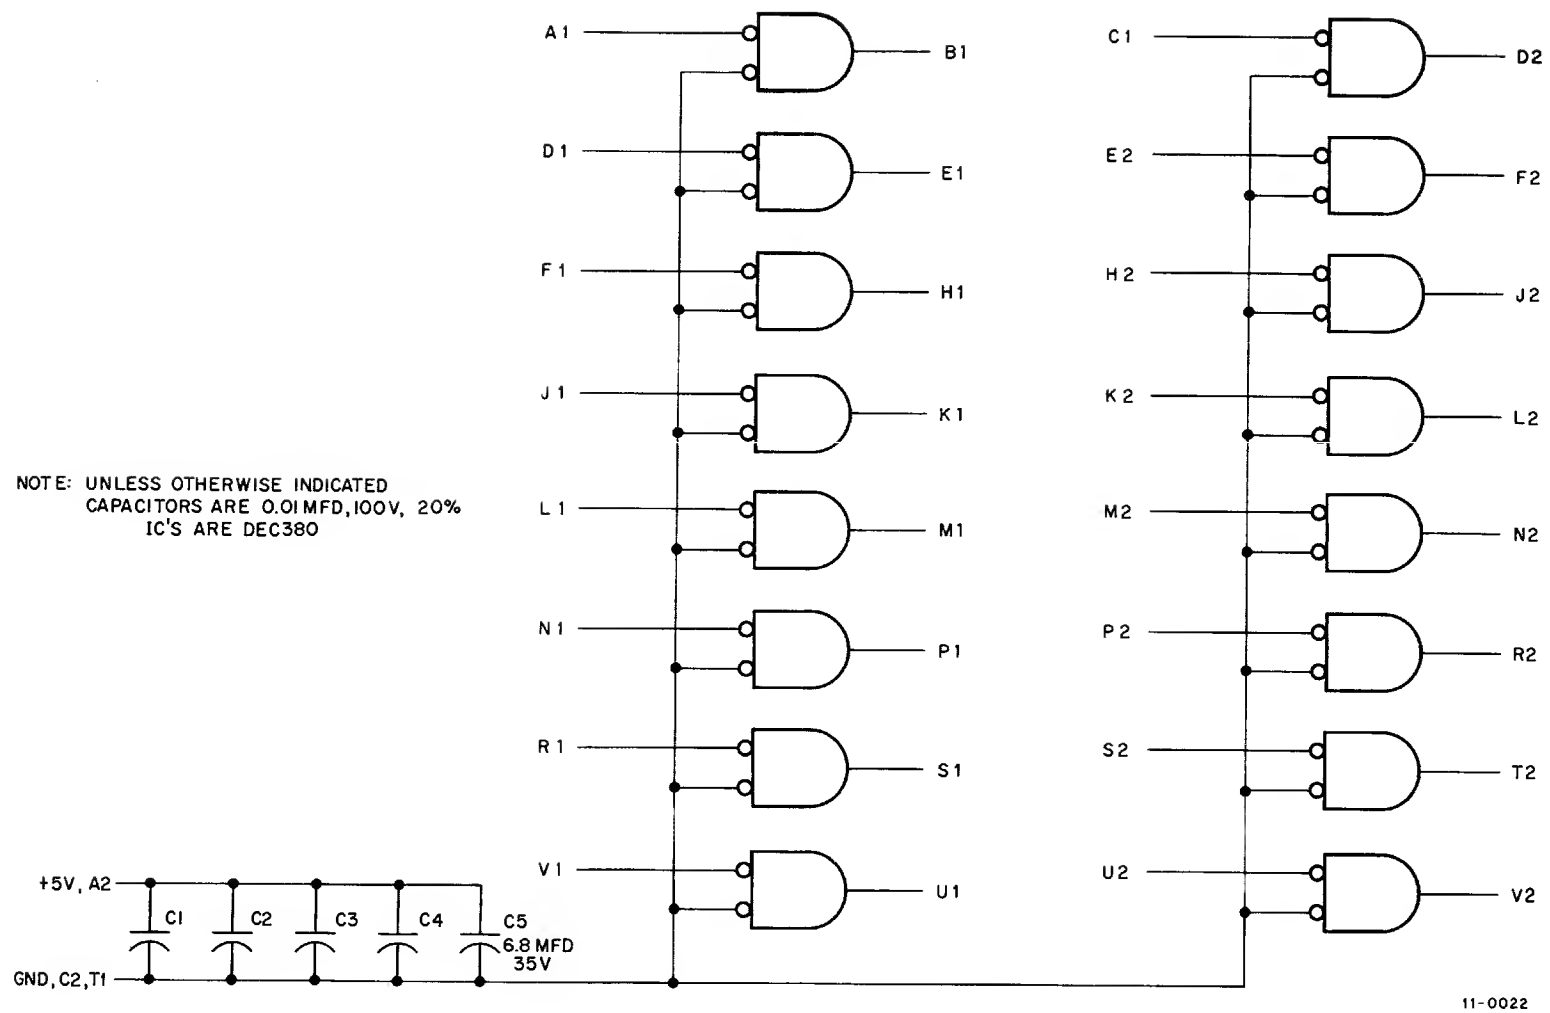 A1
B1
C1
D2
D1
E1
E2
F2
F1
H1
H2
J2
J1
K1
K2
L2
NOTE: UNLESS OTHERWISE INDICATED
CAPACITORS ARE 0.01MFD,100V, 20%
IC'S ARE DEC380
L1
M1
M2
N2
N1
P1
P2
R2
R1
S1
S2
T2
V1
U1
U2
V2
+5V, A2
C1
C2
C3
C4
C5
6.8 MFD
35V
GND, C2, T1
11-0022